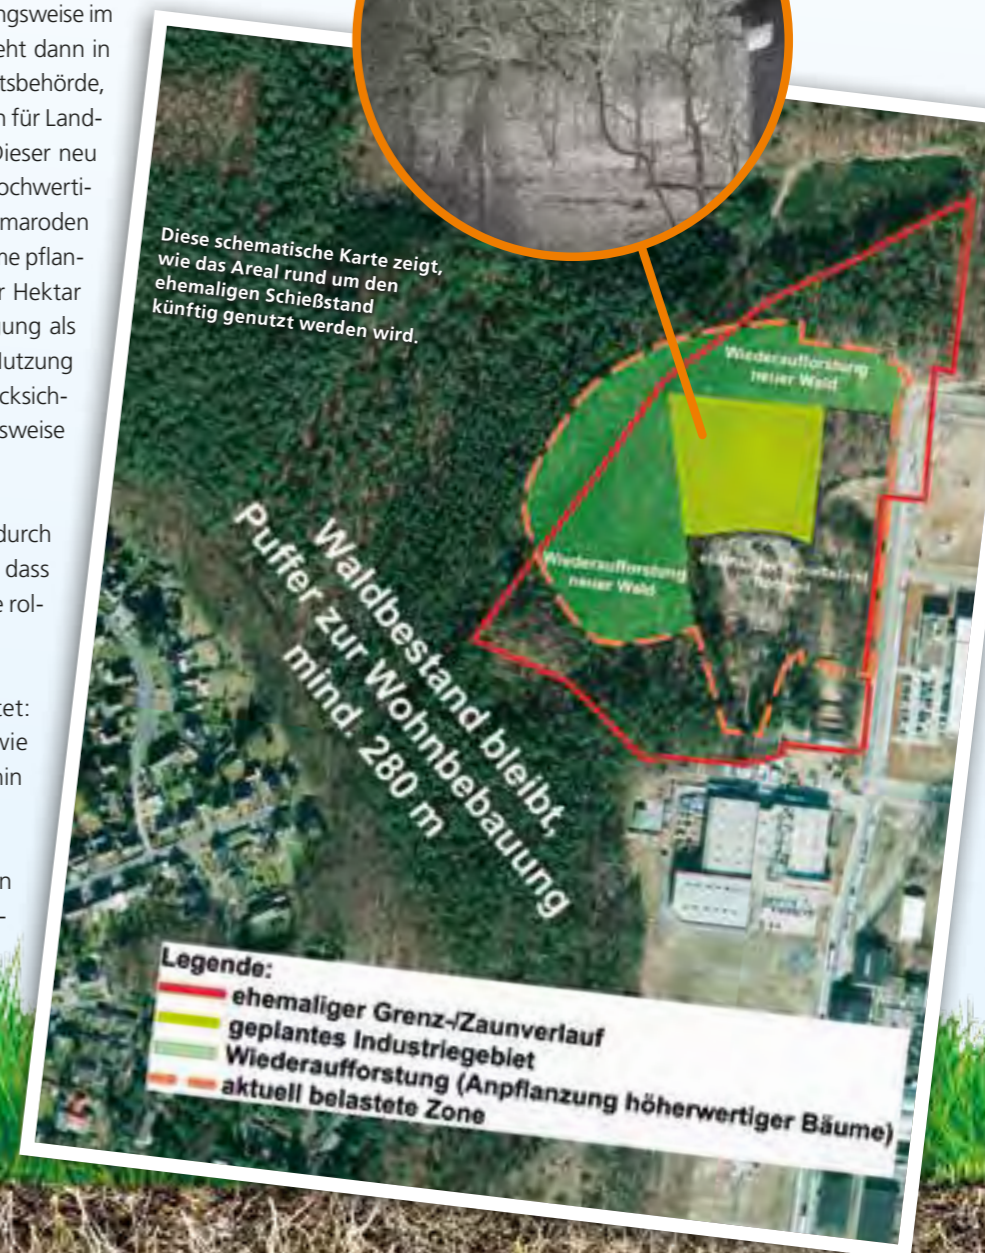 ngsweise im
eht dann in
tsbehörde,
n für Land-
Dieser neu
ochwerti-
maroden
ne pflan-
r Hektar
gung als
Nutzung
cksich-
sweise
durch
dass
e rol-
tet:
wie
nin
n
-
Diese schematische Karte zeigt,
wie das Areal rund um den
ehemaligen Schießstand
künftig genutzt werden wird.
Wiederaufforstung
neuer Wald
Wiederaufforstung
neuer Wald
Waldbestand bleibt,
Puffer zur Wohnbebauung
mind. 280 m
Legende:
ehemaliger Grenz-/Zaunverlauf
geplantes Industriegebiet
Wiederaufforstung (Anpflanzung höherwertiger Bäume)
aktuell belastete Zone